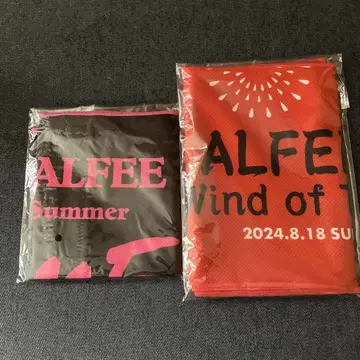 ALFEE
Summer
ALFEE
Wind of
2024.8.18 SU